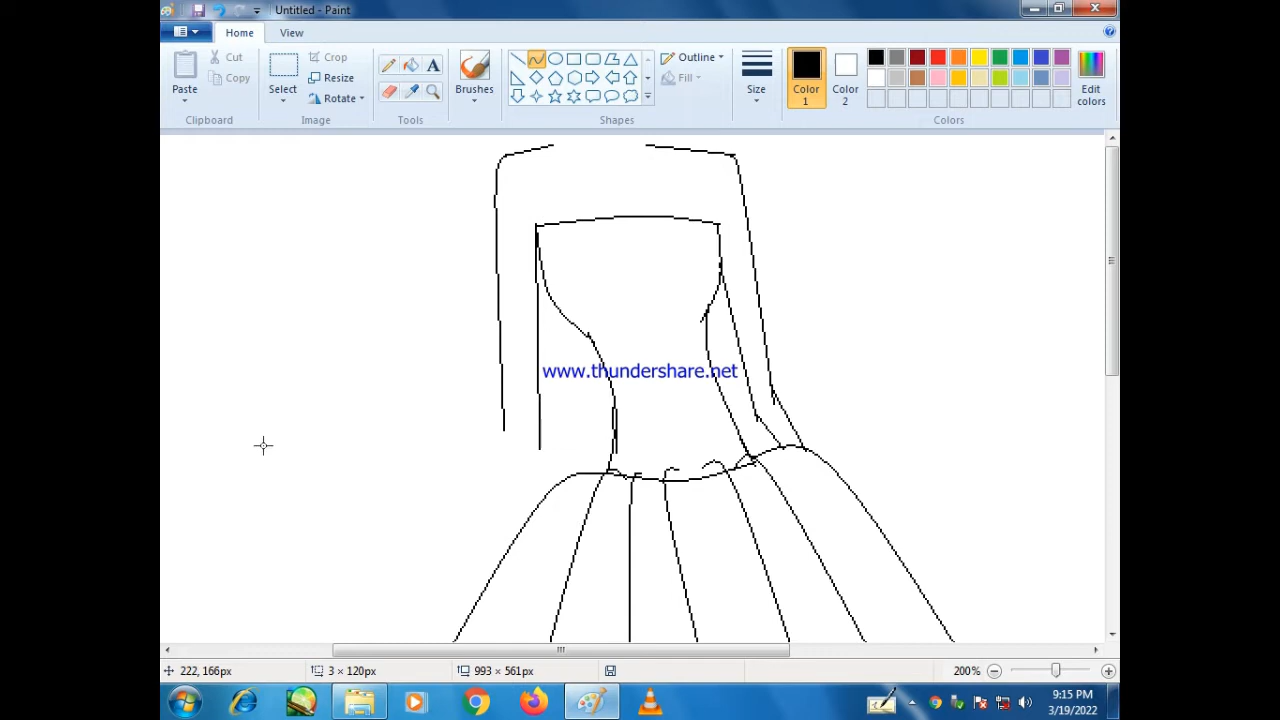 Untitled - Paint
Home
View
Paste
Cut
Copy
Clipboard
Select
Crop
Resize
Rotate
Image
A
Tools
Brushes
Outline
Fill
Shapes
Size
Color
1
Color
2
Edit
colors
Colors
www.thundershare.net
222, 166px
3 × 120px
993 × 561px
200%
9:15 PM
3/19/2022